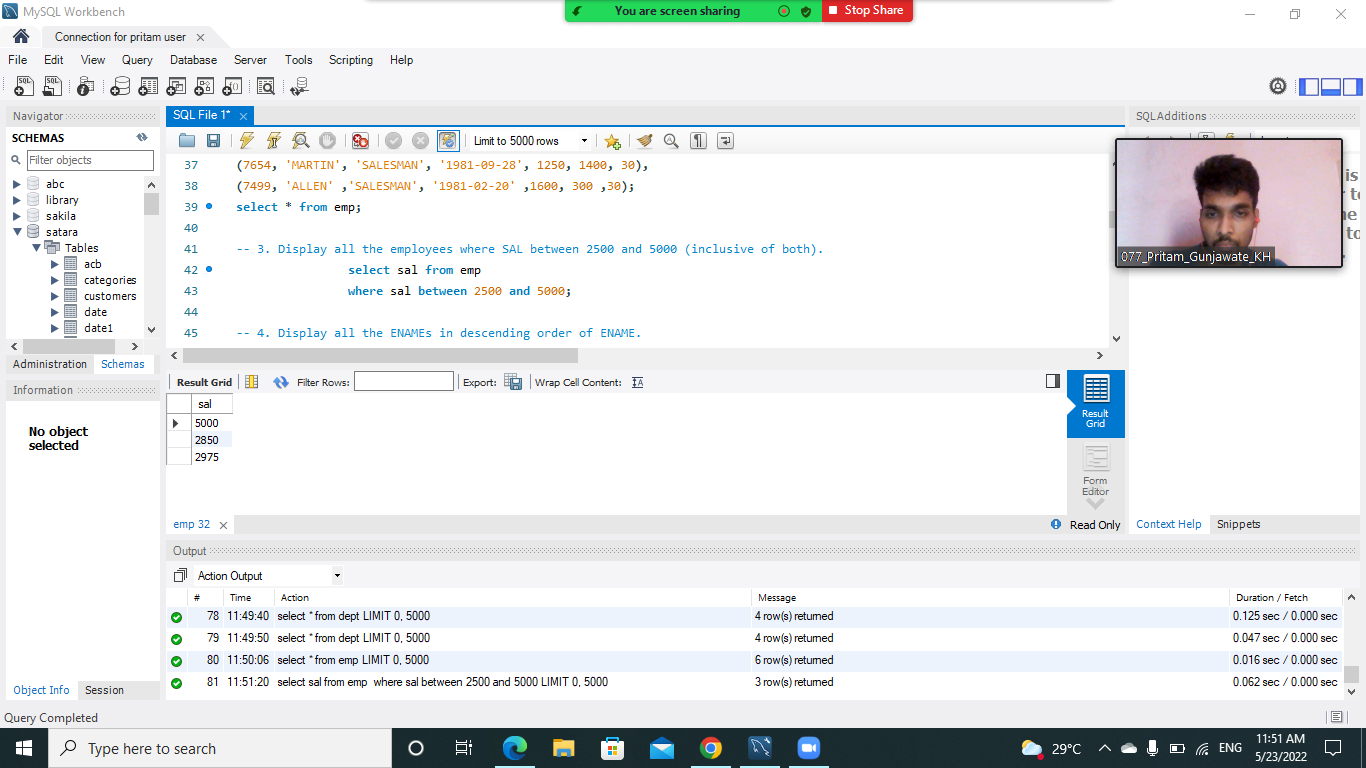 MySQL Workbench
You are screen sharing
Stop Share
Connection for pritam user
File Edit View Query Database Server Tools Scripting Help
Navigator
SCHEMAS
Filter objects
abc
library
sakila
satara
Tables
acb
categories
customers
date
date1
Administration Schemas
Information
No object
selected
Object Info Session
SQL File 1*
Limit to 5000 rows
37 (7654, 'MARTIN', 'SALESMAN', '1981-09-28', 1250, 1400, 30),
38 (7499, 'ALLEN' ,'SALESMAN', '1981-02-20' ,1600, 300 ,30);
39 select * from emp;
40
41 -- 3. Display all the employees where SAL between 2500 and 5000 (inclusive of both).
42 select sal from emp
43 where sal between 2500 and 5000;
44
45 -- 4. Display all the ENAMEs in descending order of ENAME.
Result Grid Filter Rows: Export: Wrap Cell Content:
sal
5000
2850
2975
Result
Grid
Form
Editor
emp 32
Read Only
SQLAdditions
077_Pritam_Gunjawate_KH
Context Help Snippets
Output
Action Output
# Time Action Message Duration / Fetch
78 11:49:40 select * from dept LIMIT 0, 5000 4 row(s) returned 0.125 sec / 0.000 sec
79 11:49:50 select * from dept LIMIT 0, 5000 4 row(s) returned 0.047 sec / 0.000 sec
80 11:50:06 select * from emp LIMIT 0, 5000 6 row(s) returned 0.016 sec / 0.000 sec
81 11:51:20 select sal from emp where sal between 2500 and 5000 LIMIT 0, 5000 3 row(s) returned 0.062 sec / 0.000 sec
Query Completed
Type here to search
29°C
ENG
11:51 AM
5/23/2022